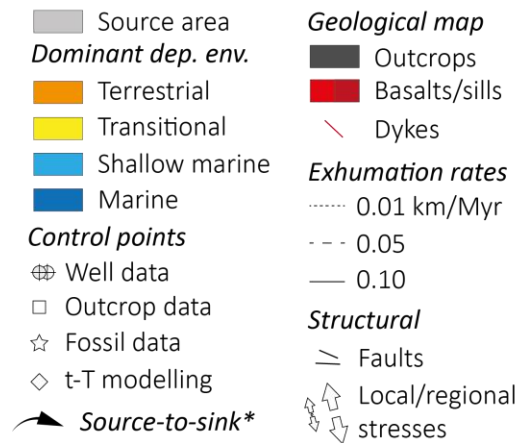 Source area
Dominant dep. env.
Terrestrial
Transitional
Shallow marine
Marine
Control points
Well data
Outcrop data
Fossil data
t-T modelling
Source-to-sink*
Geological map
Outcrops
Basalts/sills
Dykes
Exhumation rates
0.01 km/Myr
0.05
0.10
Structural
Faults
Local/regional
stresses